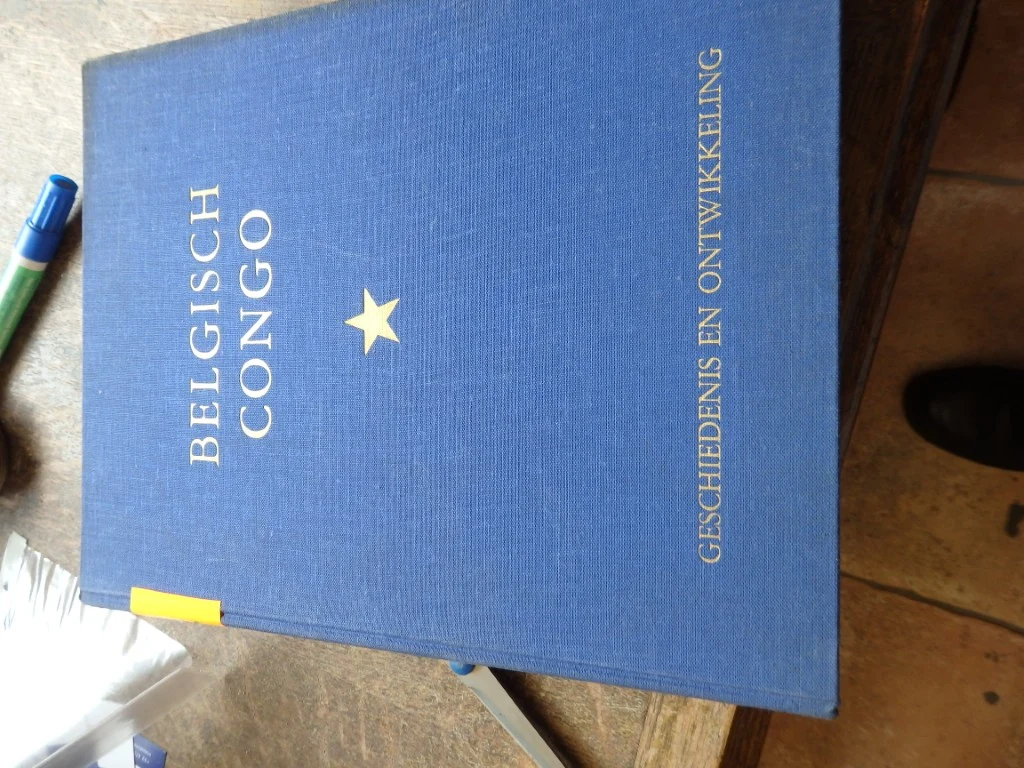 BELGISCH
CONGO
GESCHIEDENIS EN ONTWIKKELING